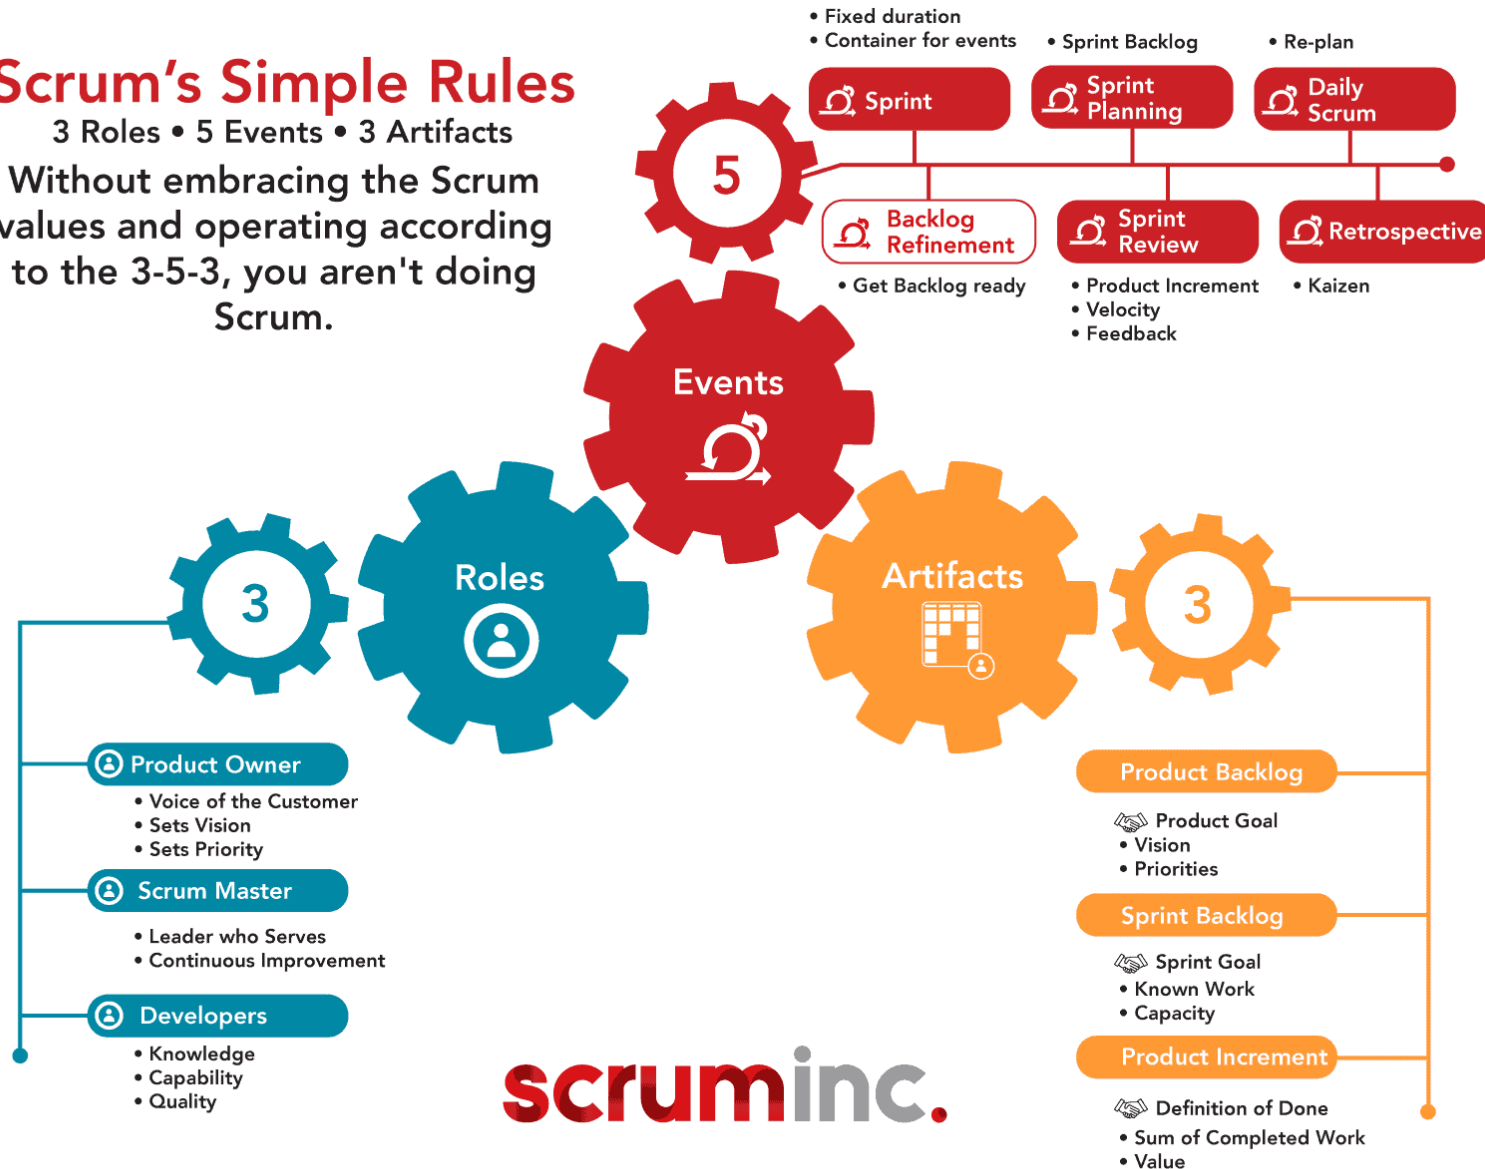 Scrum's Simple Rules
3 Roles • 5 Events • 3 Artifacts
Without embracing the Scrum
values and operating according
to the 3-5-3, you aren't doing
Scrum.
5
• Fixed duration
• Container for events
Sprint
• Sprint Backlog
Sprint
Planning
• Re-plan
Daily
Scrum
Backlog
Refinement
• Get Backlog ready
Sprint
Review
• Product Increment
• Velocity
• Feedback
Retrospective
• Kaizen
Events
Roles
3
Product Owner
• Voice of the Customer
• Sets Vision
• Sets Priority
Scrum Master
• Leader who Serves
• Continuous Improvement
Developers
• Knowledge
• Capability
• Quality
Artifacts
3
Product Backlog
Product Goal
• Vision
• Priorities
Sprint Backlog
Sprint Goal
• Known Work
• Capacity
Product Increment
Definition of Done
• Sum of Completed Work
• Value
scruminc.